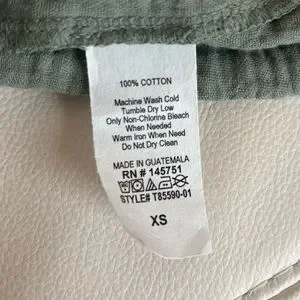 100% COTTON
Machine Wash Cold
Tumble Dry Low
Only Non-Chlorine Bleach
When Needed
Warm Iron When Need
Do Not Dry Clean
MADE IN GUATEMALA
RN # 145751
STYLE# T85590-01
XS